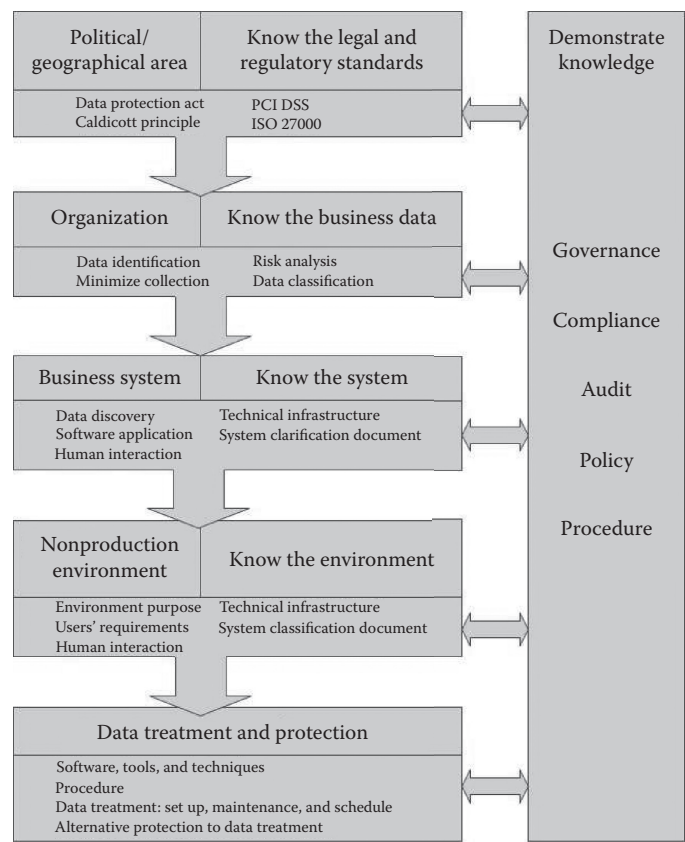 Political/
geographical area
Know the legal and
regulatory standards
Data protection act
Caldicott principle
PCI DSS
ISO 27000
Organization
Know the business data
Data identification
Minimize collection
Risk analysis
Data classification
Business system
Know the system
Data discovery
Software application
Human interaction
Technical infrastructure
System clarification document
Nonproduction
environment
Know the environment
Environment purpose
Users' requirements
Human interaction
Technical infrastructure
System classification document
Data treatment and protection
Software, tools, and techniques
Procedure
Data treatment: set up, maintenance, and schedule
Alternative protection to data treatment
Demonstrate
knowledge
Governance
Compliance
Audit
Policy
Procedure